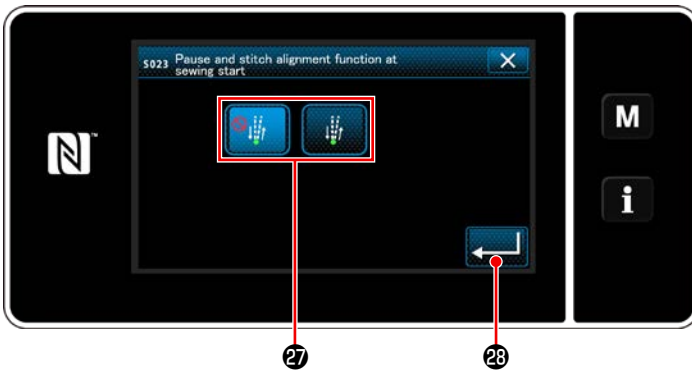 S023 Pause and stitch alignment function at
sewing start
M
i
㉗ ㉘